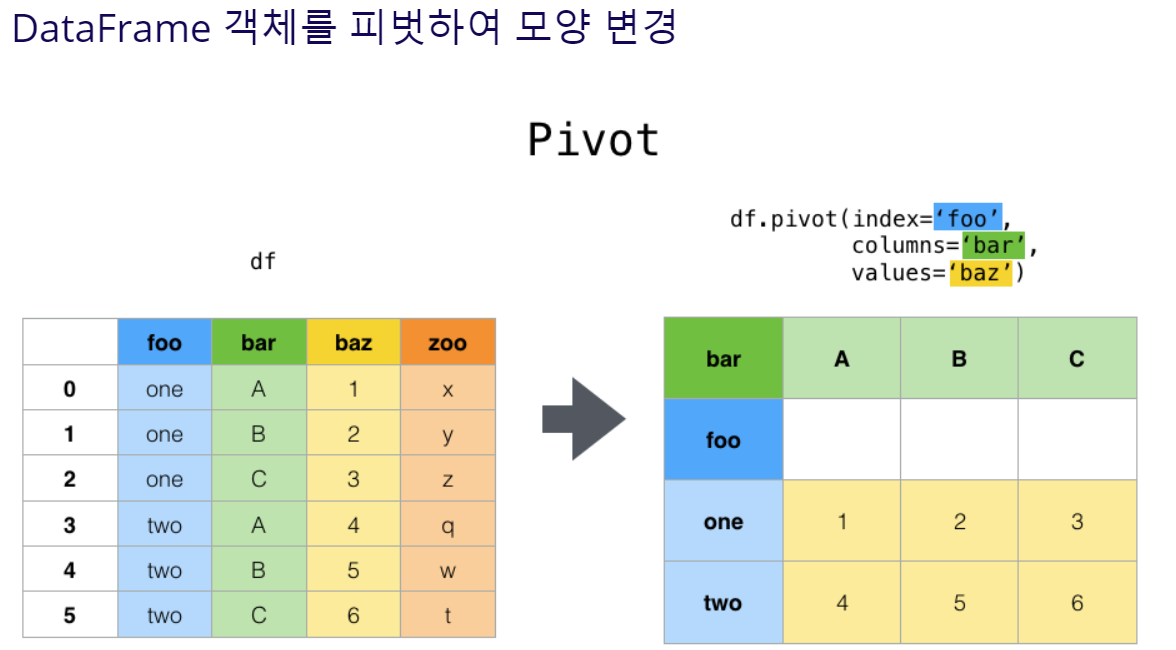 DataFrame 객체를 피벗하여 모양 변경
Pivot
df
df.pivot(index=‘foo’,
columns=‘bar’,
values=‘baz’)
foo bar baz zoo
0 one A 1 x
1 one B 2 y
2 one C 3 z
3 two A 4 q
4 two B 5 w
5 two C 6 t
bar A B C
foo
one 1 2 3
two 4 5 6